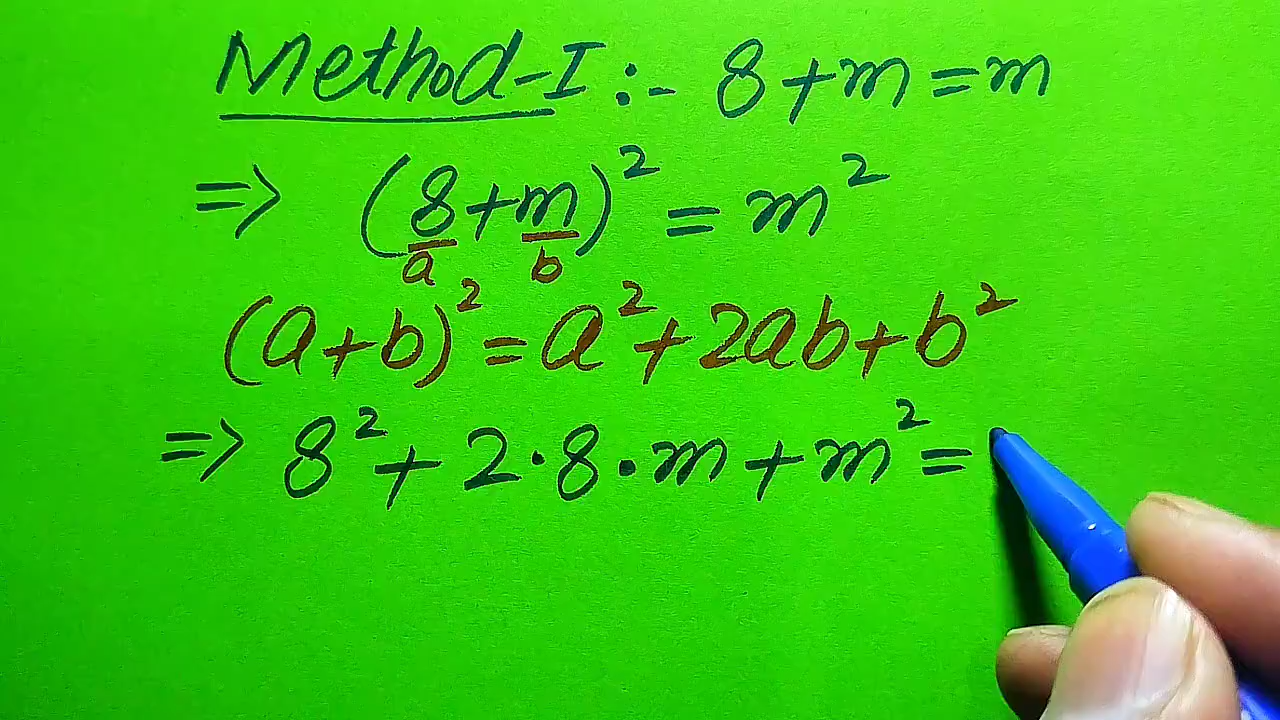 Method-I :- 8+m=m
=> (8+m)² = m²
a b
(a+b)² = a²+2ab+b²
=> 8²+2·8·m+m² =